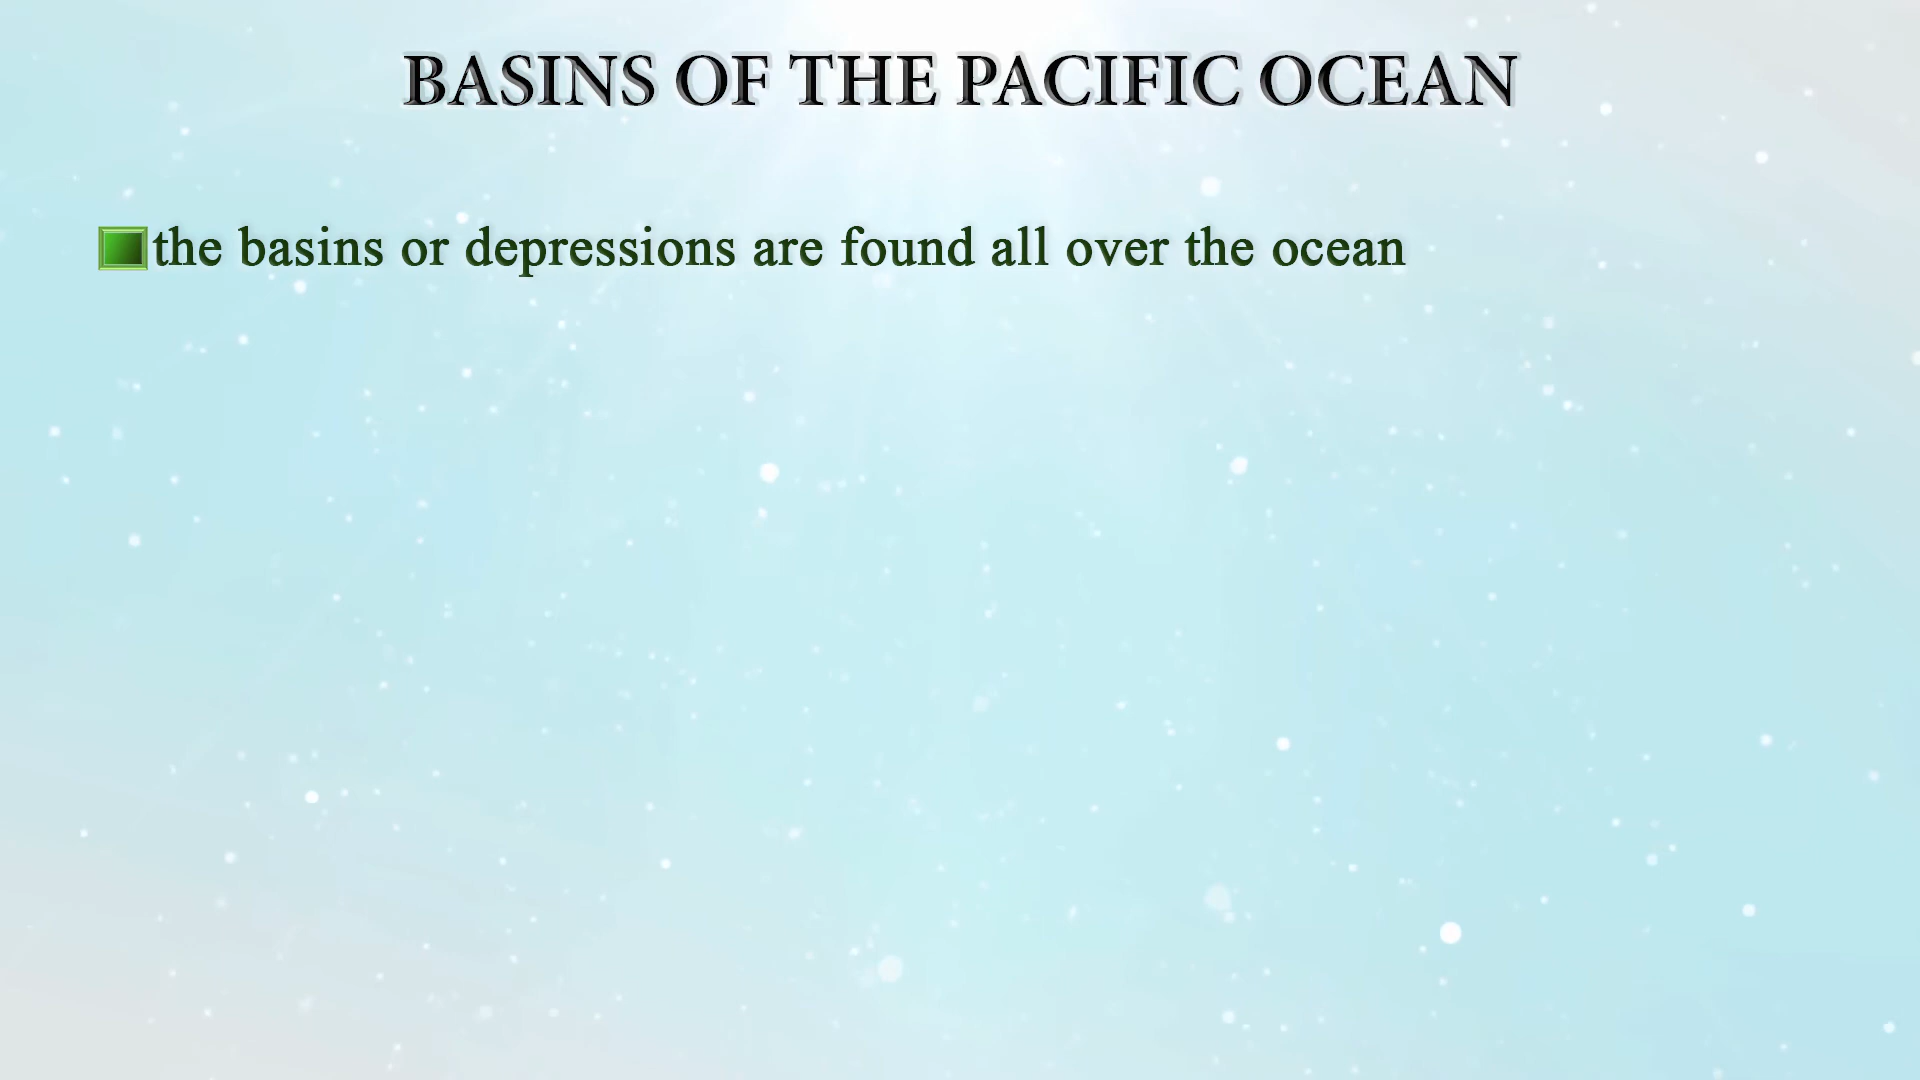 BASINS OF THE PACIFIC OCEAN
the basins or depressions are found all over the ocean